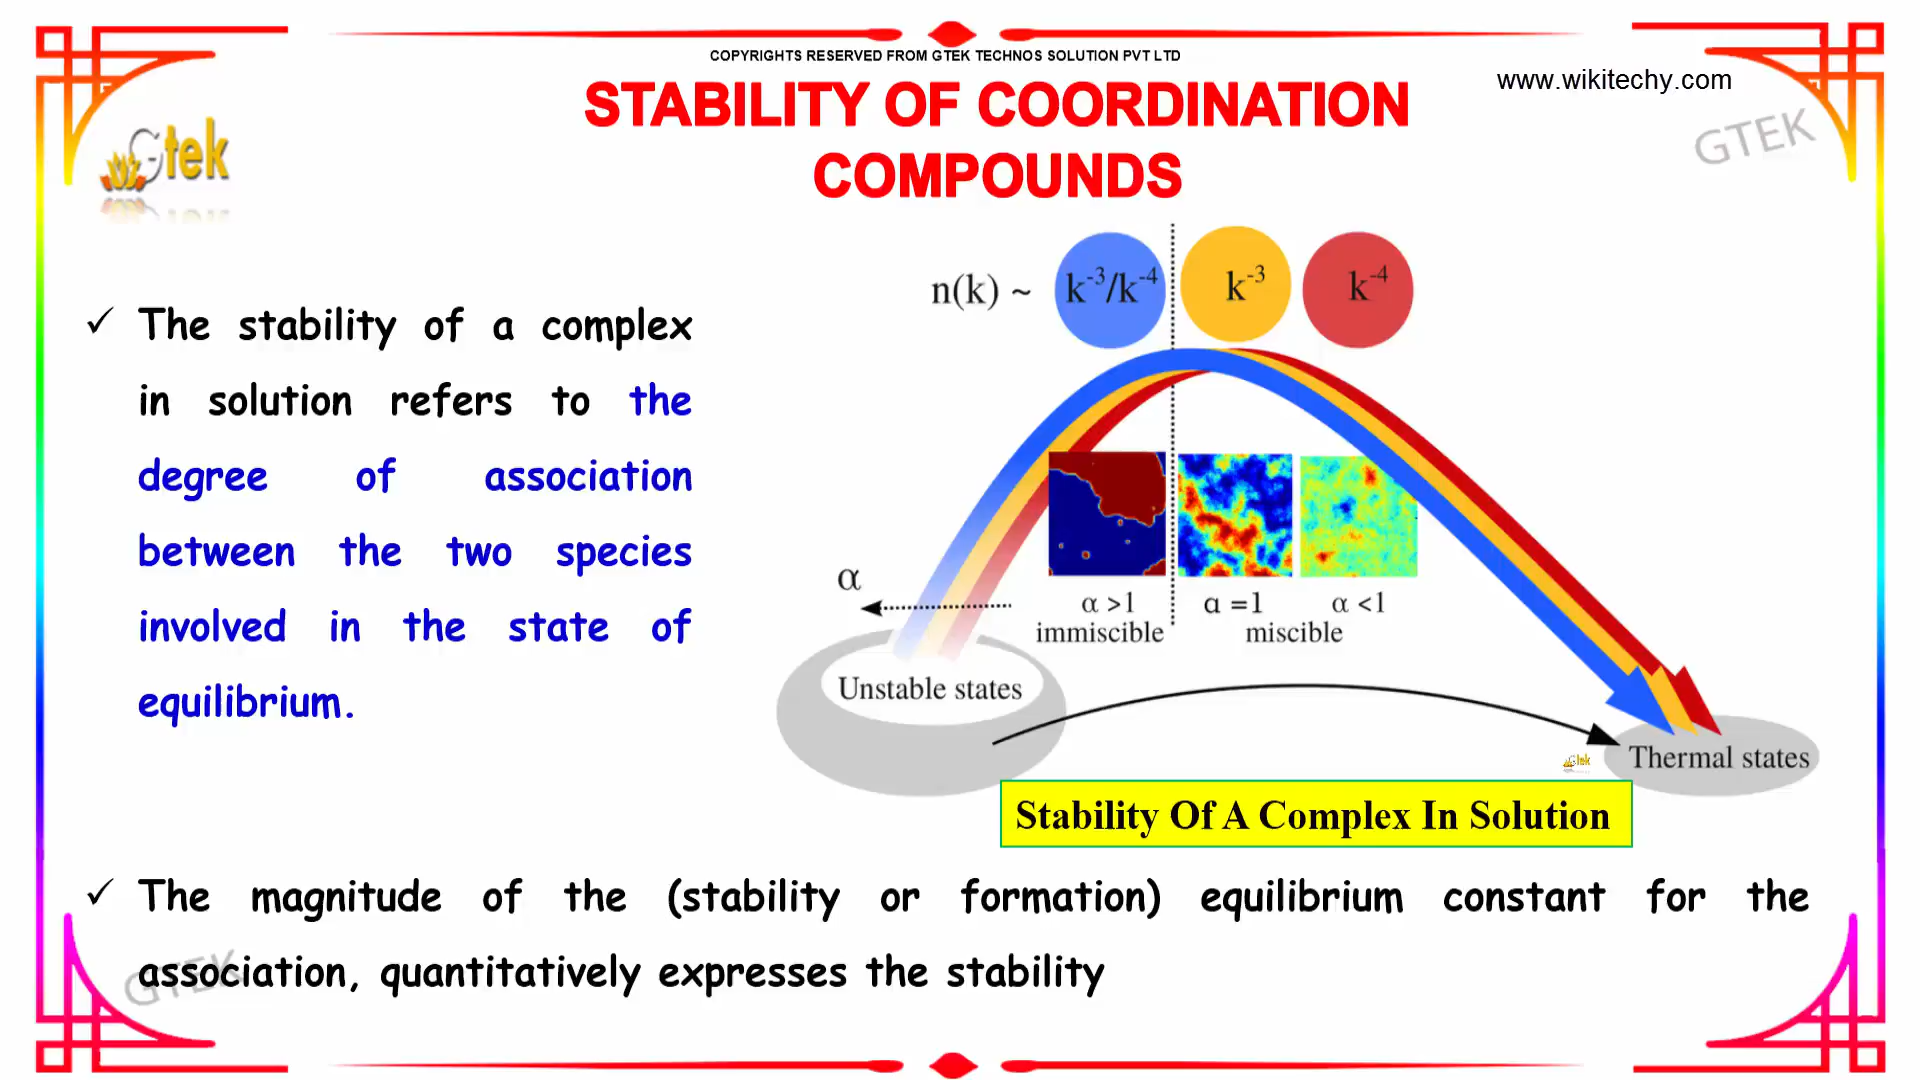 COPYRIGHTS RESERVED FROM GTEK TECHNOS SOLUTION PVT LTD
www.wikitechy.com
STABILITY OF COORDINATION
COMPOUNDS
Gtek
GTEK
✓ The stability of a complex
in solution refers to the
degree of association
between the two species
involved in the state of
equilibrium.
n(k) ~ k⁻³/k⁻⁴ k⁻³ k⁻⁴
α
α >1 α =1 α <1
immiscible miscible
Unstable states
Thermal states
Gtek
Stability Of A Complex In Solution
✓ The magnitude of the (stability or formation) equilibrium constant for the
association, quantitatively expresses the stability
GTEK